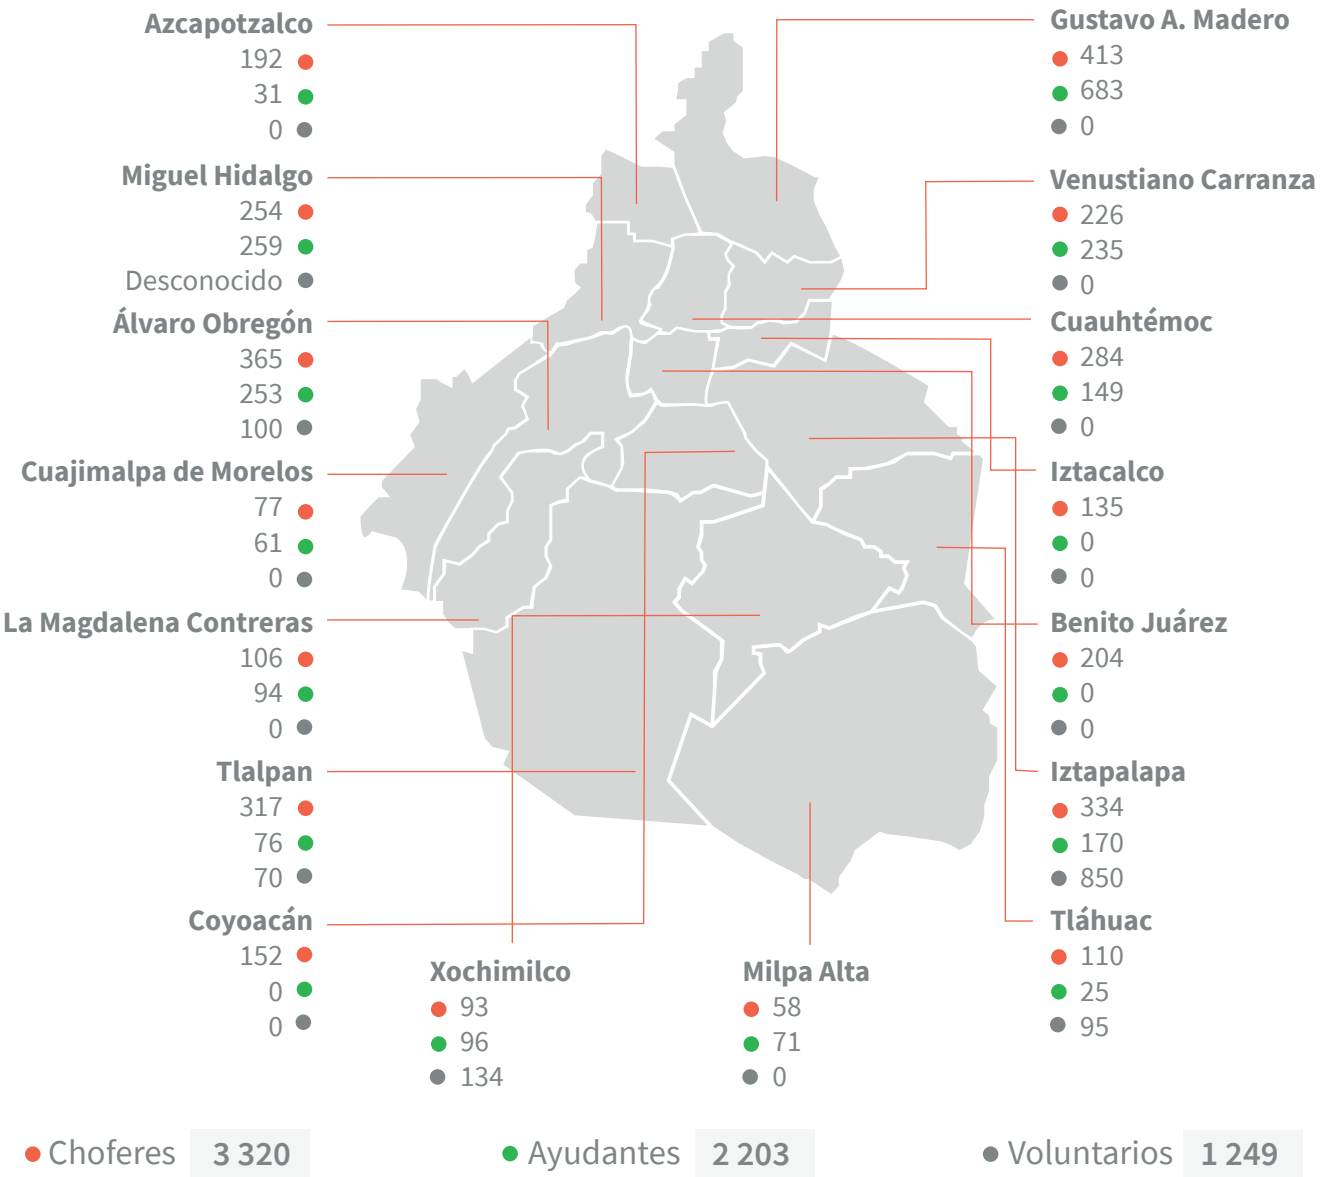 Azcapotzalco
192
31
0
Miguel Hidalgo
254
259
Desconocido
Álvaro Obregón
365
253
100
Cuajimalpa de Morelos
77
61
0
La Magdalena Contreras
106
94
0
Tlalpan
317
76
70
Coyoacán
152
0
0
Xochimilco
93
96
134
Milpa Alta
58
71
0
Gustavo A. Madero
413
683
0
Venustiano Carranza
226
235
0
Cuauhtémoc
284
149
0
Iztacalco
135
0
0
Benito Juárez
204
0
0
Iztapalapa
334
170
850
Tláhuac
110
25
95
Choferes 3 320
Ayudantes 2 203
Voluntarios 1 249